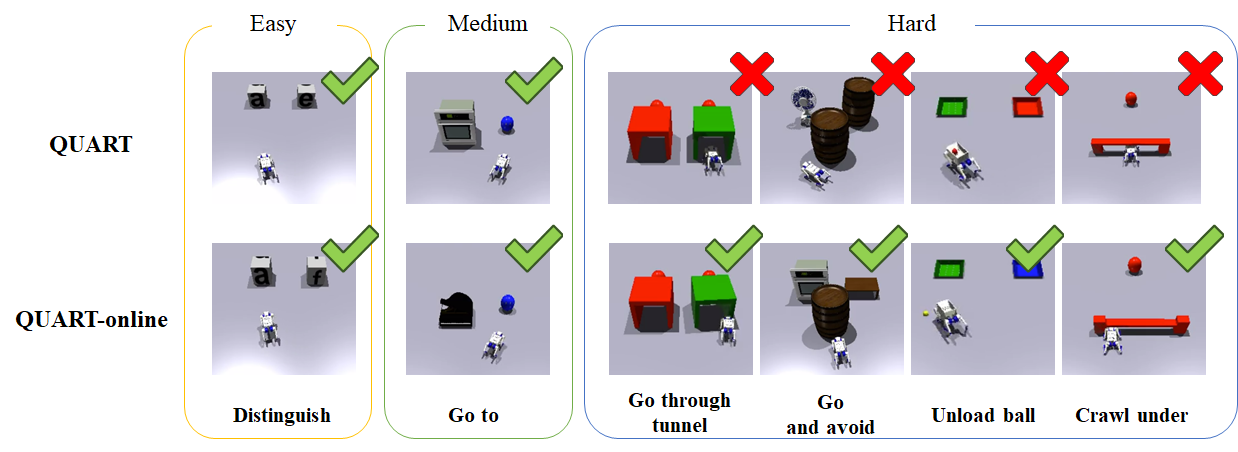 Easy
Medium
Hard
QUART
a
e
QUART-online
a
f
Distinguish
Go to
Go through
tunnel
Go
and avoid
Unload ball
Crawl under